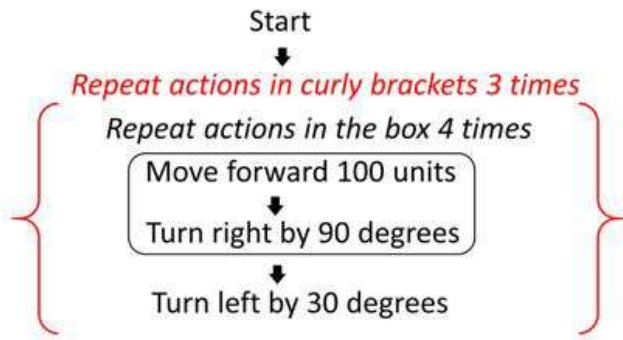 Start
Repeat actions in curly brackets 3 times
Repeat actions in the box 4 times
Move forward 100 units
Turn right by 90 degrees
Turn left by 30 degrees